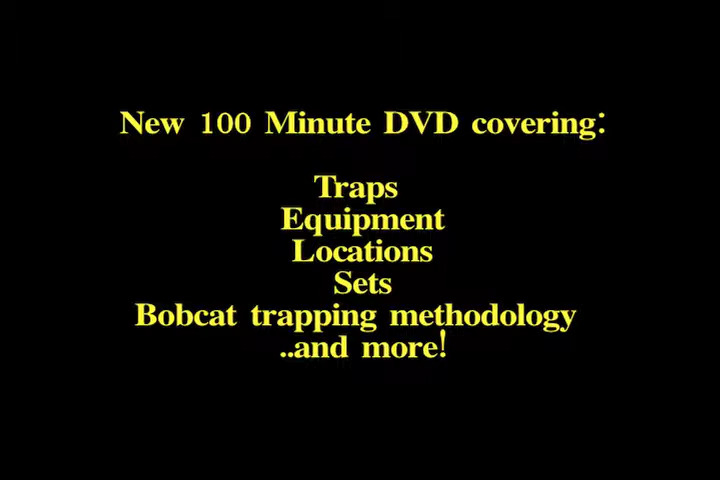 New 100 Minute DVD covering:
Traps
Equipment
Locations
Sets
Bobcat trapping methodology
..and more!